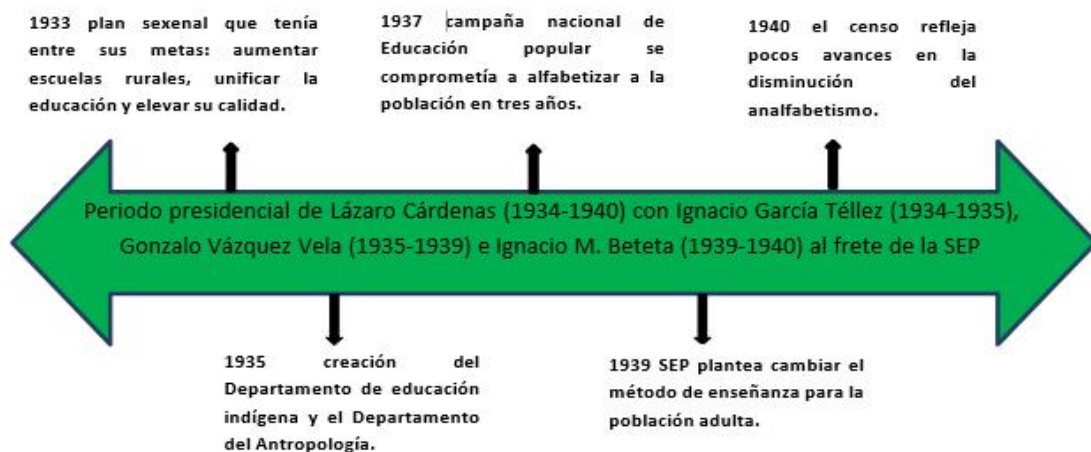 1933 plan sexenal que tenía
entre sus metas: aumentar
escuelas rurales, unificar la
educación y elevar su calidad.
1937 campaña nacional de
Educación popular se
comprometía a alfabetizar a la
población en tres años.
1940 el censo refleja
pocos avances en la
disminución del
analfabetismo.
Periodo presidencial de Lázaro Cárdenas (1934-1940) con Ignacio García Téllez (1934-1935),
Gonzalo Vázquez Vela (1935-1939) e Ignacio M. Beteta (1939-1940) al frete de la SEP
1935 creación del
Departamento de educación
indígena y el Departamento
del Antropología.
1939 SEP plantea cambiar el
método de enseñanza para la
población adulta.